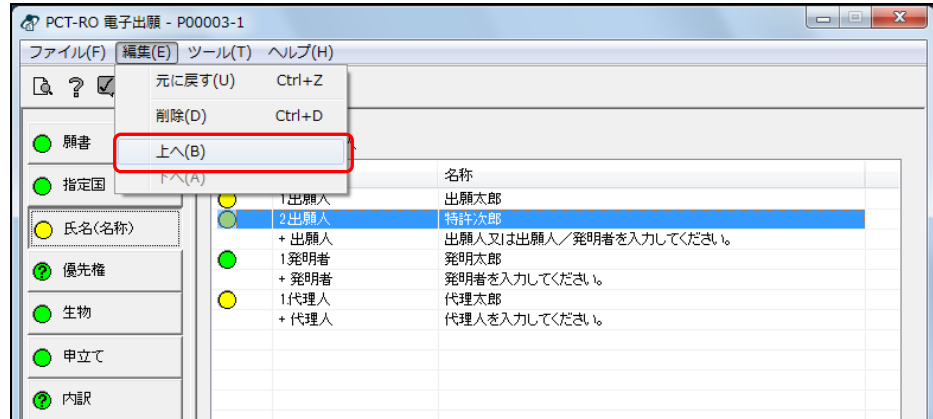 PCT-RO 電子出願 - P00003-1
ファイル(F) 編集(E) ツール(T) ヘルプ(H)
元に戻す(U) Ctrl+Z
削除(D) Ctrl+D
上へ(B)
下へ(A)
願書
指定国
氏名(名称)
優先権
生物
申立て
内訳
名称
1出願人 出願太郎
2出願人 特許次郎
+ 出願人 出願人又は出願人／発明者を入力してください。
1発明者 発明太郎
+ 発明者 発明者を入力してください。
1代理人 代理太郎
+ 代理人 代理人を入力してください。